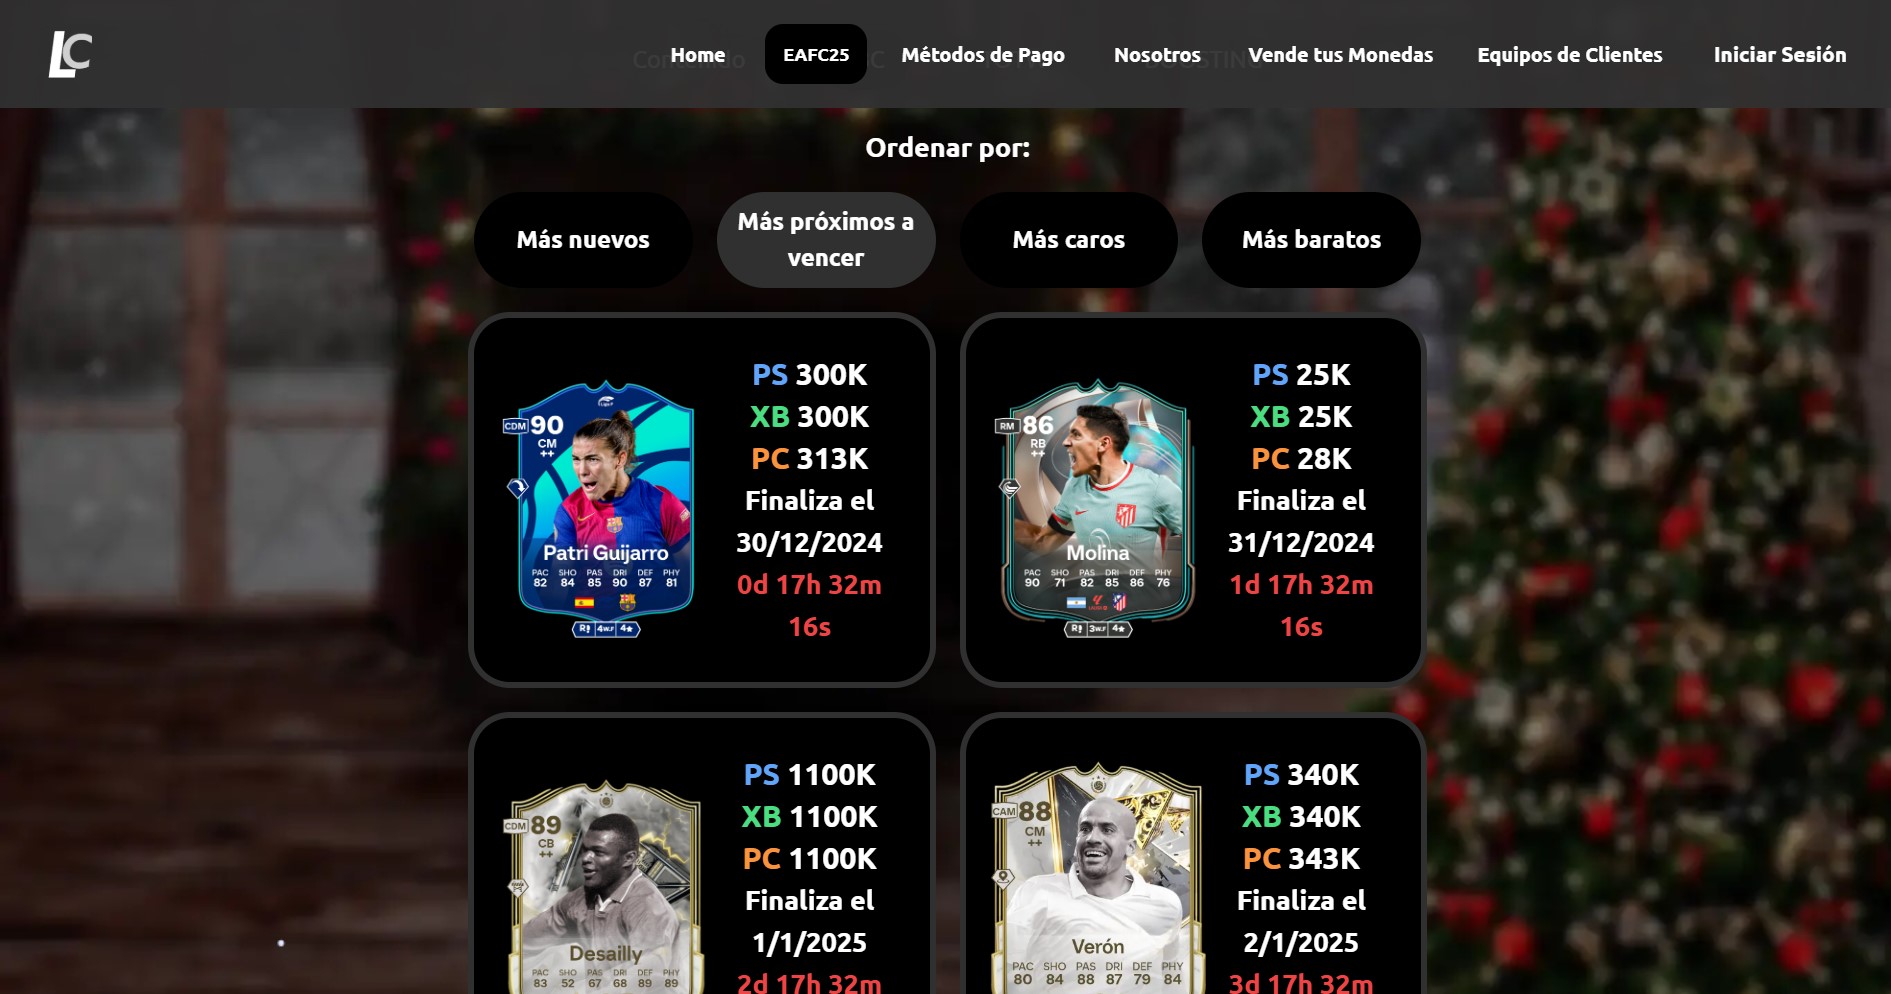 LC
Home
EAFC25
Métodos de Pago
Nosotros
Vende tus Monedas
Equipos de Clientes
Iniciar Sesión
Ordenar por:
Más nuevos
Más próximos a
vencer
Más caros
Más baratos
CDM 90
CM
++
Patri Guijarro
PAC SHO PAS DRI DEF PHY
82 84 85 90 87 81
4W.F 4★
PS 300K
XB 300K
PC 313K
Finaliza el
30/12/2024
0d 17h 32m
16s
RM 86
RB
++
Molina
PAC SHO PAS DRI DEF PHY
90 71 82 85 86 76
3W.F 4★
PS 25K
XB 25K
PC 28K
Finaliza el
31/12/2024
1d 17h 32m
16s
CDM 89
CB
++
Desailly
PAC SHO PAS DRI DEF PHY
83 52 67 68 89 89
PS 1100K
XB 1100K
PC 1100K
Finaliza el
1/1/2025
2d 17h 32m
CAM 88
CM
++
Verón
PAC SHO PAS DRI DEF PHY
80 84 88 87 79 84
PS 340K
XB 340K
PC 343K
Finaliza el
2/1/2025
3d 17h 32m